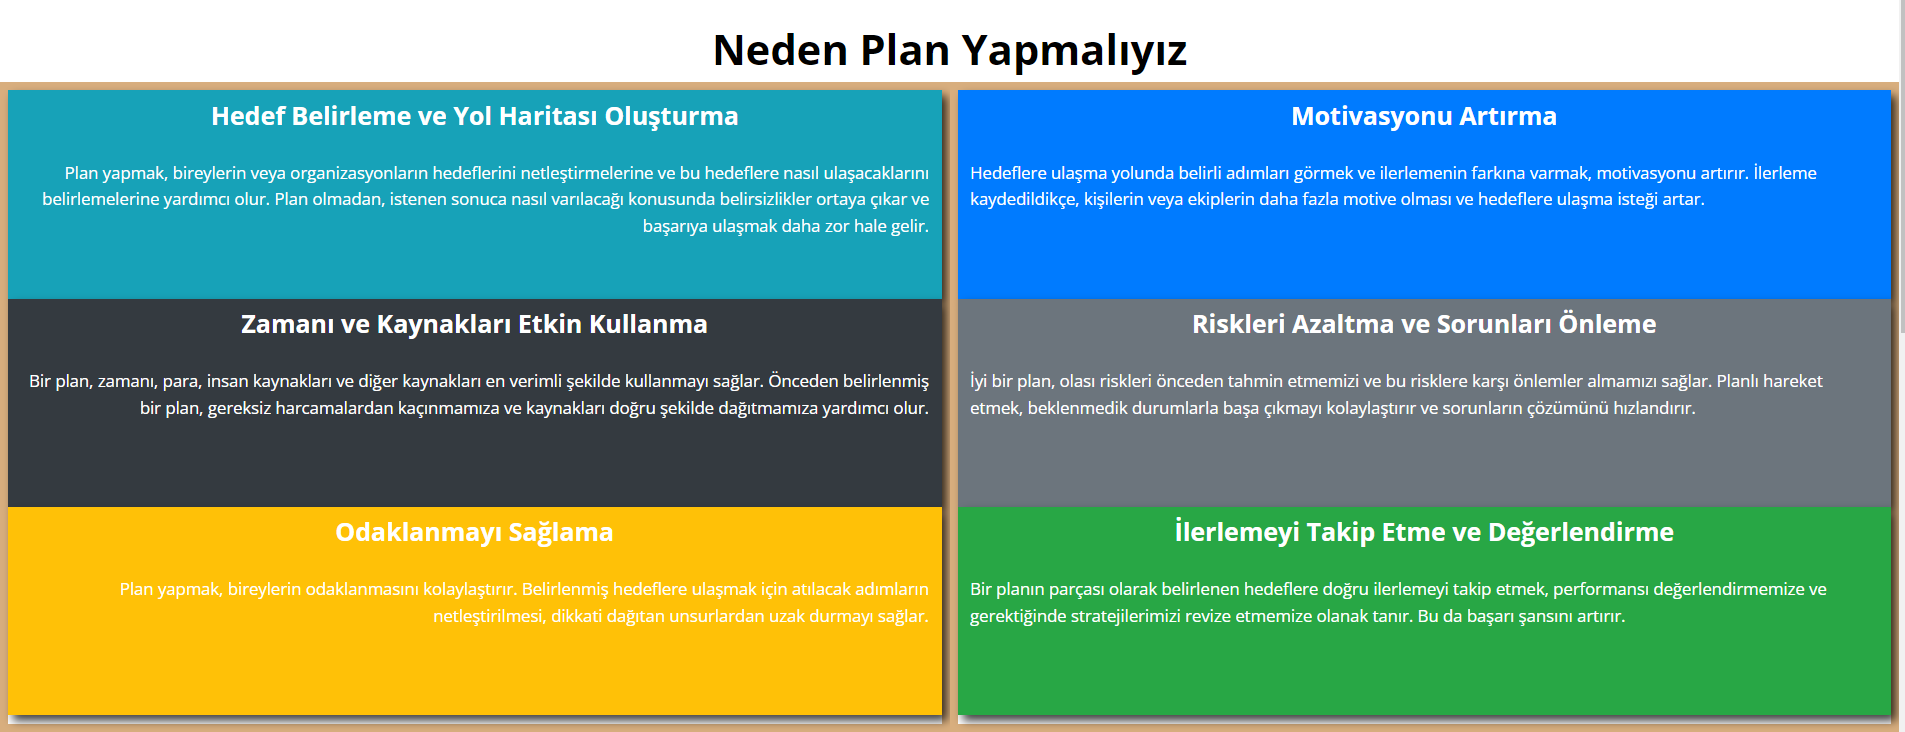 Neden Plan Yapmalıyız
Hedef Belirleme ve Yol Haritası Oluşturma
Plan yapmak, bireylerin veya organizasyonların hedeflerini netleştirmelerine ve bu hedeflere nasıl ulaşacaklarını
belirlemelerine yardımcı olur. Plan olmadan, istenen sonuca nasıl varılacağı konusunda belirsizlikler ortaya çıkar ve
başarıya ulaşmak daha zor hale gelir.
Motivasyonu Artırma
Hedeflere ulaşma yolunda belirli adımları görmek ve ilerlemenin farkına varmak, motivasyonu artırır. İlerleme
kaydedildikçe, kişilerin veya ekiplerin daha fazla motive olması ve hedeflere ulaşma isteği artar.
Zamanı ve Kaynakları Etkin Kullanma
Bir plan, zamanı, para, insan kaynakları ve diğer kaynakları en verimli şekilde kullanmayı sağlar. Önceden belirlenmiş
bir plan, gereksiz harcamalardan kaçınmamıza ve kaynakları doğru şekilde dağıtmamıza yardımcı olur.
Riskleri Azaltma ve Sorunları Önleme
İyi bir plan, olası riskleri önceden tahmin etmemizi ve bu risklere karşı önlemler almamızı sağlar. Planlı hareket
etmek, beklenmedik durumlarla başa çıkmayı kolaylaştırır ve sorunların çözümünü hızlandırır.
Odaklanmayı Sağlama
Plan yapmak, bireylerin odaklanmasını kolaylaştırır. Belirlenmiş hedeflere ulaşmak için atılacak adımların
netleştirilmesi, dikkati dağıtan unsurlardan uzak durmayı sağlar.
İlerlemeyi Takip Etme ve Değerlendirme
Bir planın parçası olarak belirlenen hedeflere doğru ilerlemeyi takip etmek, performansı değerlendirmemize ve
gerektiğinde stratejilerimizi revize etmemize olanak tanır. Bu da başarı şansını artırır.